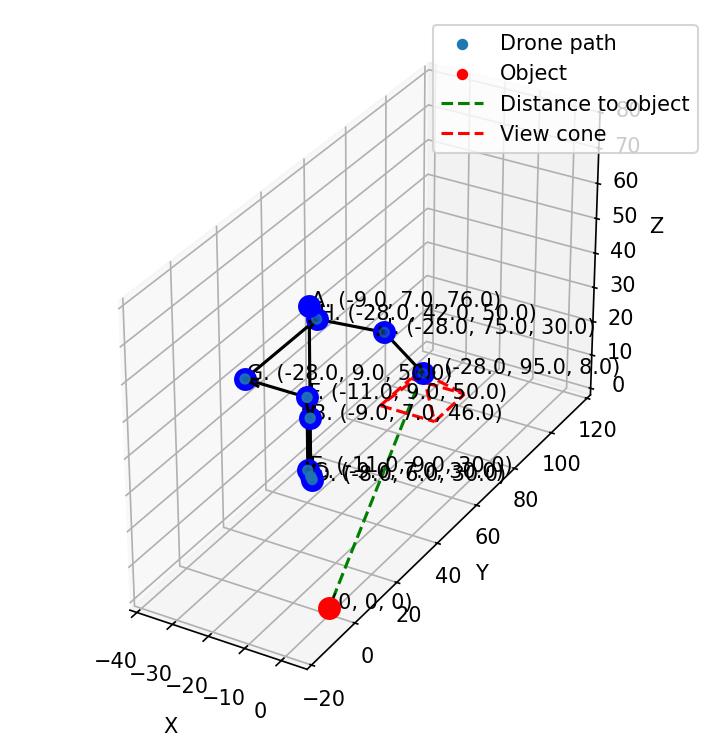 Drone path
Object
Distance to object
View cone
80
70
60
50
Z
40
30
20
10
0
A. (-9.0, 7.0, 76.0)
H. (-28.0, 42.0, 50.0)
(-28.0, 75.0, 30.0)
(-28.0, 95.0, 8.0)
G. (-28.0, 9.0, 50.0)
(-11.0, 9.0, 50.0)
B. (-9.0, 7.0, 46.0)
(-11.0, 9.0, 30.0)
120
100
80
60
40
Y
20
0
−20
0, 0, 0)
−40
−30
−20
−10
0
X